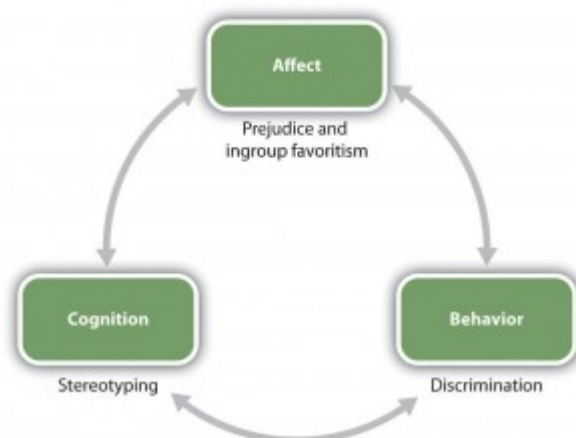 Affect
Prejudice and
ingroup favoritism
Cognition
Behavior
Stereotyping
Discrimination